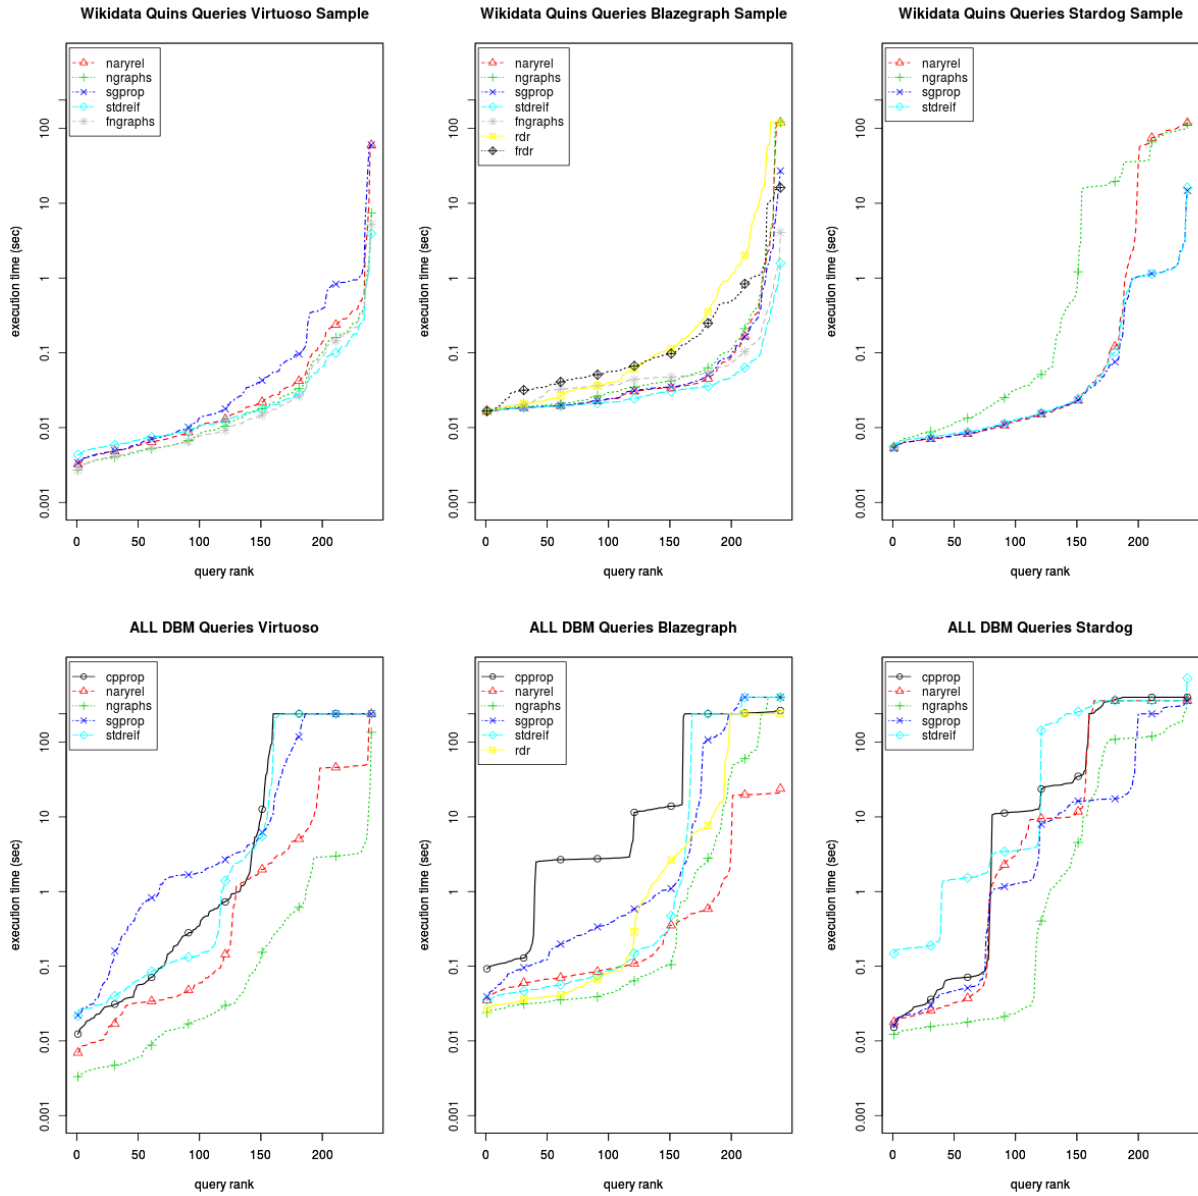 Wikidata Quins Queries Virtuoso Sample
naryrel
ngraphs
sgprop
stdreif
fngraphs
execution time (sec)
100
10
1
0.1
0.01
0.001
0 50 100 150 200
query rank
Wikidata Quins Queries Blazegraph Sample
naryrel
ngraphs
sgprop
stdreif
fngraphs
rdr
frdr
execution time (sec)
100
10
1
0.1
0.01
0.001
0 50 100 150 200
query rank
Wikidata Quins Queries Stardog Sample
naryrel
ngraphs
sgprop
stdreif
execution time (sec)
100
10
1
0.1
0.01
0.001
0 50 100 150 200
query rank
ALL DBM Queries Virtuoso
cpprop
naryrel
ngraphs
sgprop
stdreif
execution time (sec)
100
10
1
0.1
0.01
0.001
0 50 100 150 200
query rank
ALL DBM Queries Blazegraph
cpprop
naryrel
ngraphs
sgprop
stdreif
rdr
execution time (sec)
100
10
1
0.1
0.01
0.001
0 50 100 150 200
query rank
ALL DBM Queries Stardog
cpprop
naryrel
ngraphs
sgprop
stdreif
execution time (sec)
100
10
1
0.1
0.01
0.001
0 50 100 150 200
query rank